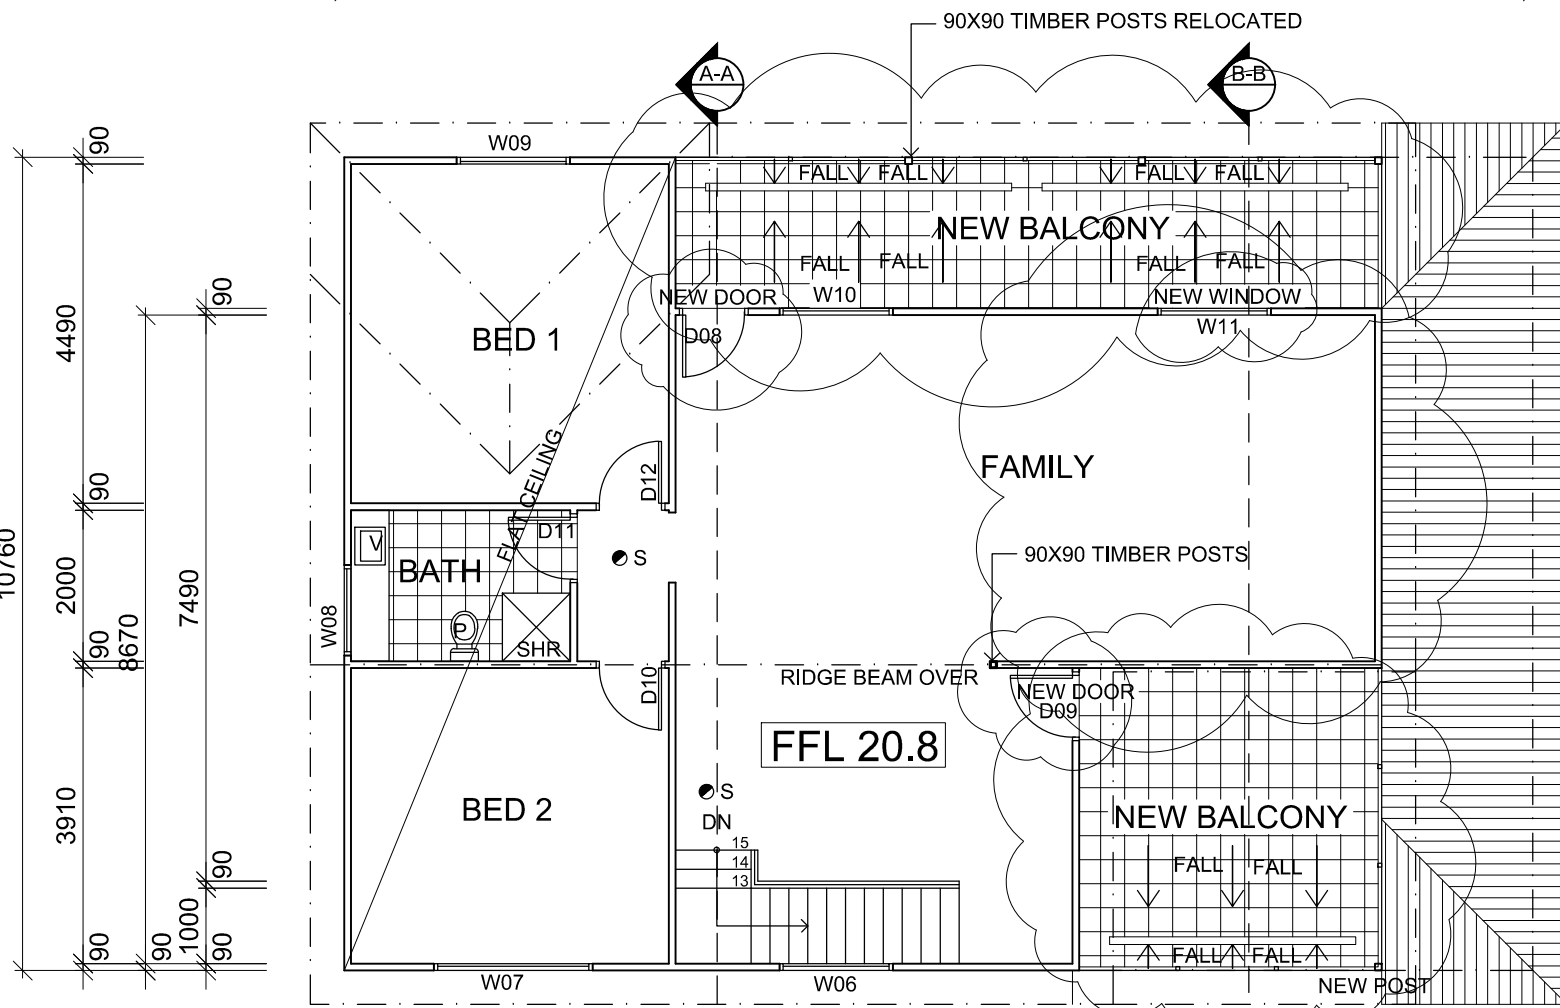 90X90 TIMBER POSTS RELOCATED
A-A
B-B
W09
FALL FALL
FALL FALL
NEW BALCONY
FALL FALL
FALL FALL
NEW DOOR
W10
NEW WINDOW
W11
D08
BED 1
FAMILY
FLAT CEILING
D12
D11
V
BATH
S
90X90 TIMBER POSTS
P
SHR
W08
D10
RIDGE BEAM OVER
NEW DOOR
D09
FFL 20.8
BED 2
S
DN
15
14
13
NEW BALCONY
FALL FALL
FALL FALL
W07
W06
NEW POST
10760
90
4490
90
2000
90
3910
90
8670
90
90
7490
90
1000
90